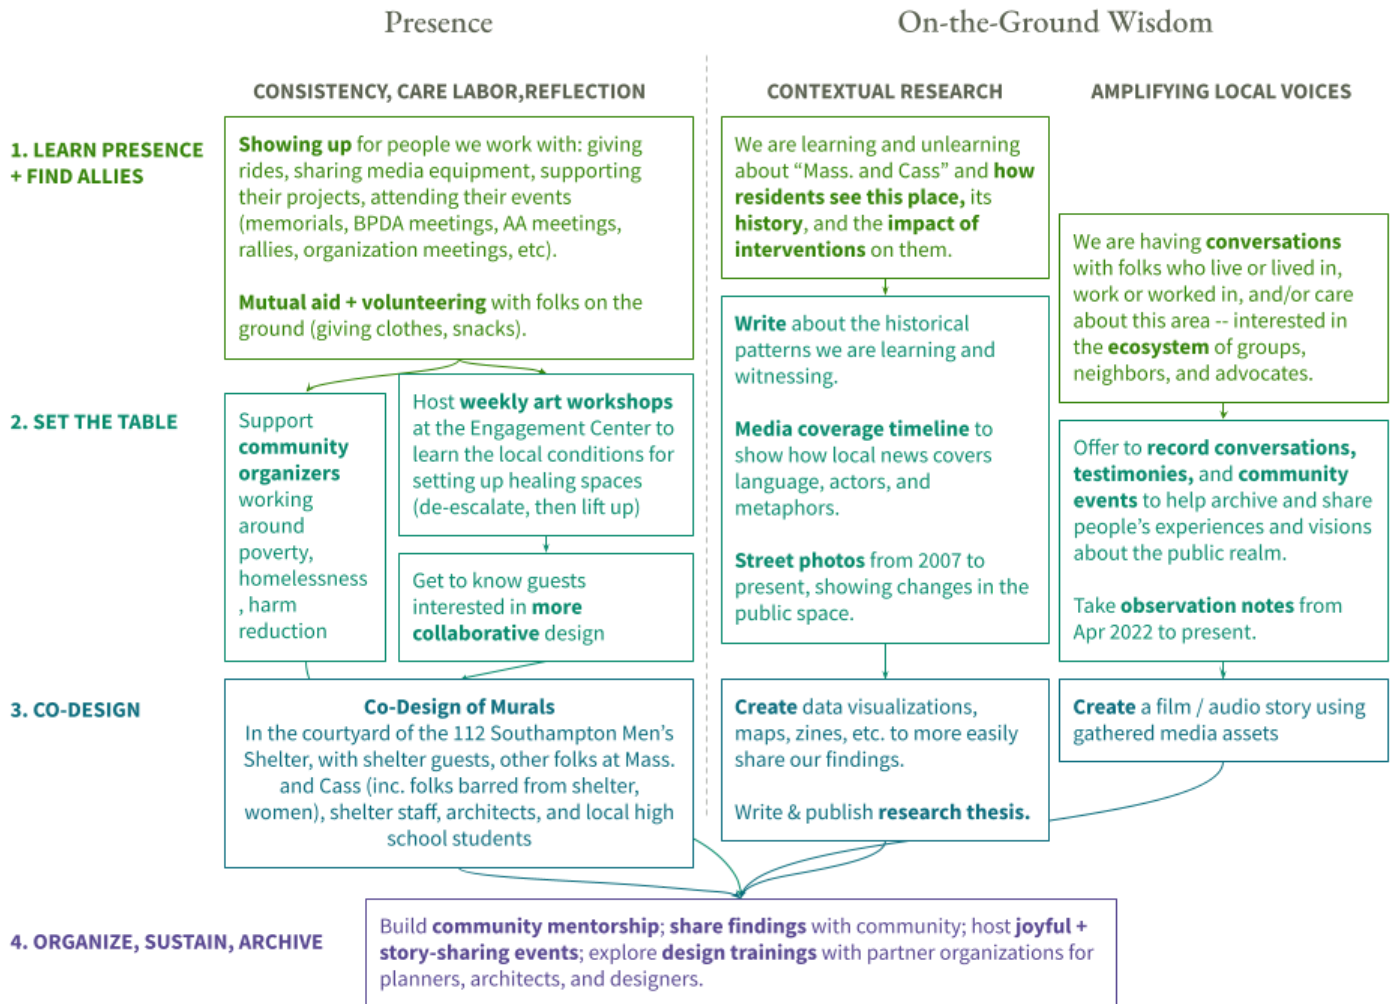 Presence
On-the-Ground Wisdom
CONSISTENCY, CARE LABOR,REFLECTION
CONTEXTUAL RESEARCH
AMPLIFYING LOCAL VOICES
1. LEARN PRESENCE
+ FIND ALLIES
Showing up for people we work with: giving
rides, sharing media equipment, supporting
their projects, attending their events
(memorials, BPDA meetings, AA meetings,
rallies, organization meetings, etc).
Mutual aid + volunteering with folks on the
ground (giving clothes, snacks).
We are learning and unlearning
about “Mass. and Cass” and how
residents see this place, its
history, and the impact of
interventions on them.
We are having conversations
with folks who live or lived in,
work or worked in, and/or care
about this area -- interested in
the ecosystem of groups,
neighbors, and advocates.
2. SET THE TABLE
Support
community
organizers
working
around
poverty,
homelessness
, harm
reduction
Host weekly art workshops
at the Engagement Center to
learn the local conditions for
setting up healing spaces
(de-escalate, then lift up)
Get to know guests
interested in more
collaborative design
Write about the historical
patterns we are learning and
witnessing.
Media coverage timeline to
show how local news covers
language, actors, and
metaphors.
Street photos from 2007 to
present, showing changes in the
public space.
Offer to record conversations,
testimonies, and community
events to help archive and share
people’s experiences and visions
about the public realm.
Take observation notes from
Apr 2022 to present.
3. CO-DESIGN
Co-Design of Murals
In the courtyard of the 112 Southampton Men’s
Shelter, with shelter guests, other folks at Mass.
and Cass (inc. folks barred from shelter,
women), shelter staff, architects, and local high
school students
Create data visualizations,
maps, zines, etc. to more easily
share our findings.
Write & publish research thesis.
Create a film / audio story using
gathered media assets
4. ORGANIZE, SUSTAIN, ARCHIVE
Build community mentorship; share findings with community; host joyful +
story-sharing events; explore design trainings with partner organizations for
planners, architects, and designers.